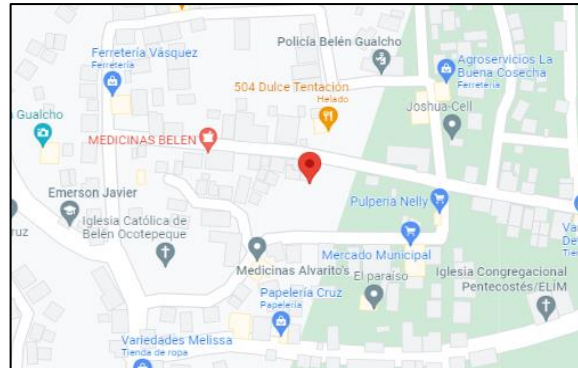 Policía Belén Gualcho
Ferretería Vásquez
Ferretería
Agroservicios La
Buena Cosecha
Ferretería
504 Dulce Tentación
Helado
Joshua-Cell
Gualcho
MEDICINAS BELEN
Emerson Javier
Pulperia Nelly
Iglesia Católica de
Belén Ocotepeque
Mercado Municipal
Medicinas Alvarito's
El paraíso
Iglesia Congregacional
Pentecostés/ELIM
Papelería Cruz
Papelería
Variedades Melissa
Tienda de ropa